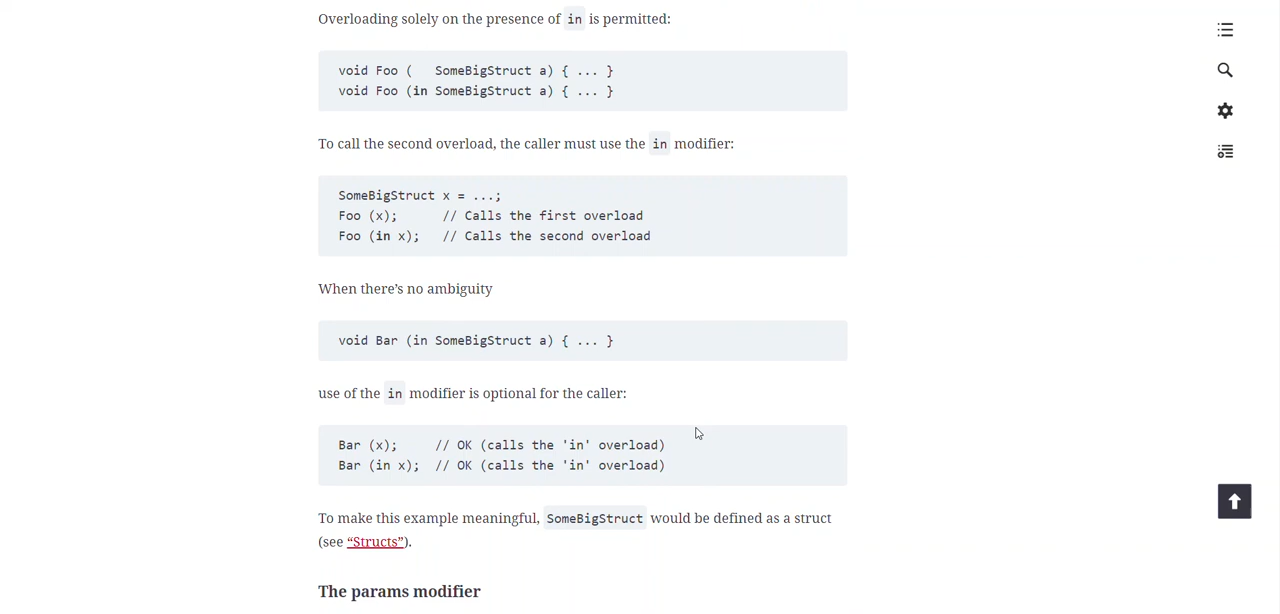 Overloading solely on the presence of in is permitted:
void Foo (   SomeBigStruct a) { ... }
void Foo (in SomeBigStruct a) { ... }
To call the second overload, the caller must use the in modifier:
SomeBigStruct x = ...;
Foo (x);      // Calls the first overload
Foo (in x);   // Calls the second overload
When there’s no ambiguity
void Bar (in SomeBigStruct a) { ... }
use of the in modifier is optional for the caller:
Bar (x);     // OK (calls the 'in' overload)
Bar (in x);  // OK (calls the 'in' overload)
To make this example meaningful, SomeBigStruct would be defined as a struct
(see “Structs”).
The params modifier